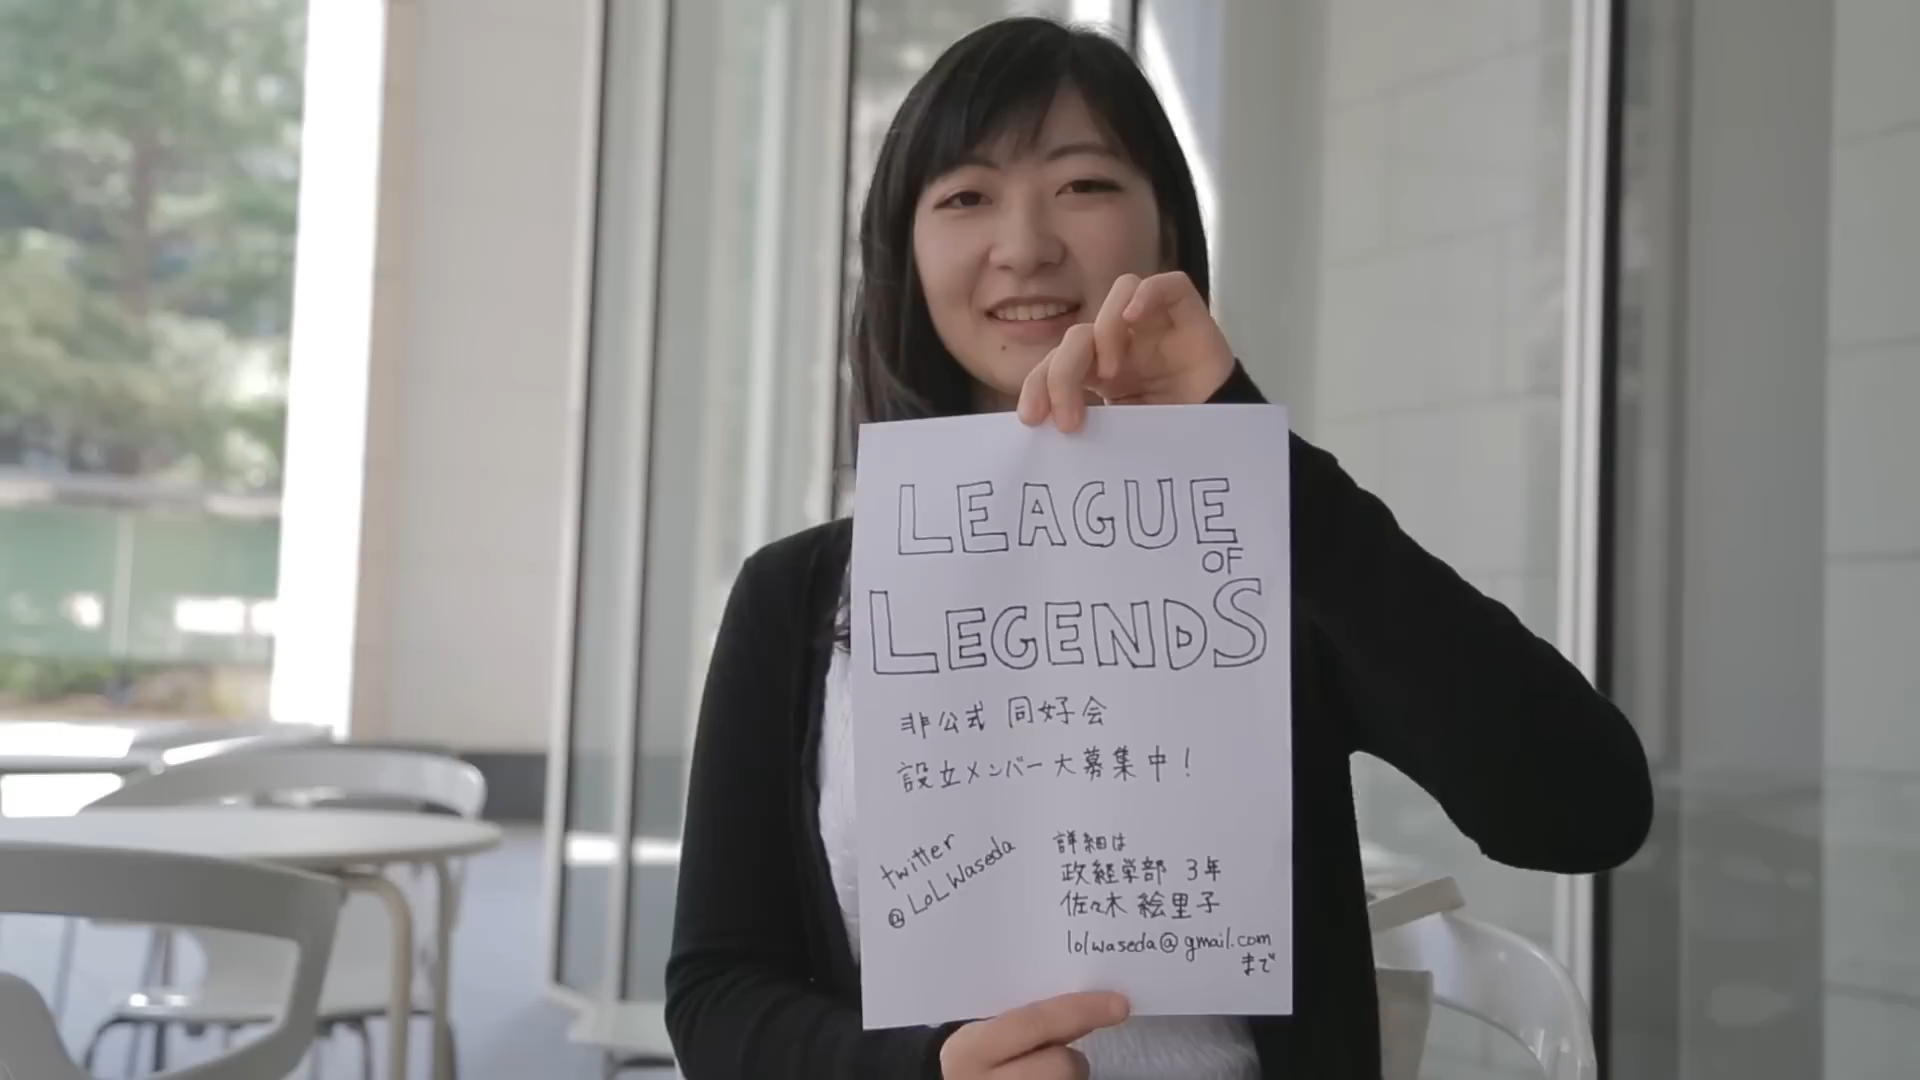 LEAGUE
OF
LEGENDS
非公式 同好会
設立メンバー大募集中!
twitter
@LoLWaseda
詳細は
政経学部 3年
佐々木 絵里子
lolwaseda@gmail.com
まで